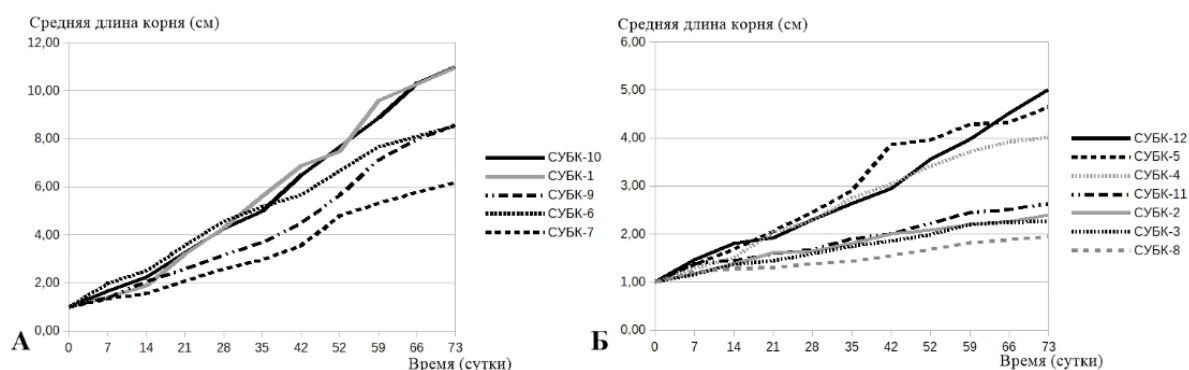 Средняя длина корня (см)
12,00
10,00
8,00
6,00
4,00
2,00
0,00
0 7 14 21 28 35 42 52 59 66 73
Время (сутки)
А
СУБК-10
СУБК-1
СУБК-9
СУБК-6
СУБК-7
Средняя длина корня (см)
6,00
5,00
4,00
3,00
2,00
1,00
0,00
0 7 14 21 28 35 42 52 59 66 73
Время (сутки)
Б
СУБК-12
СУБК-5
СУБК-4
СУБК-11
СУБК-2
СУБК-3
СУБК-8